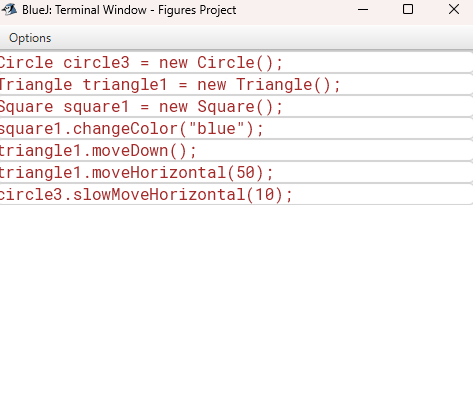 BlueJ: Terminal Window - Figures Project
Options
Circle circle3 = new Circle();
Triangle triangle1 = new Triangle();
Square square1 = new Square();
square1.changeColor("blue");
triangle1.moveDown();
triangle1.moveHorizontal(50);
circle3.slowMoveHorizontal(10);